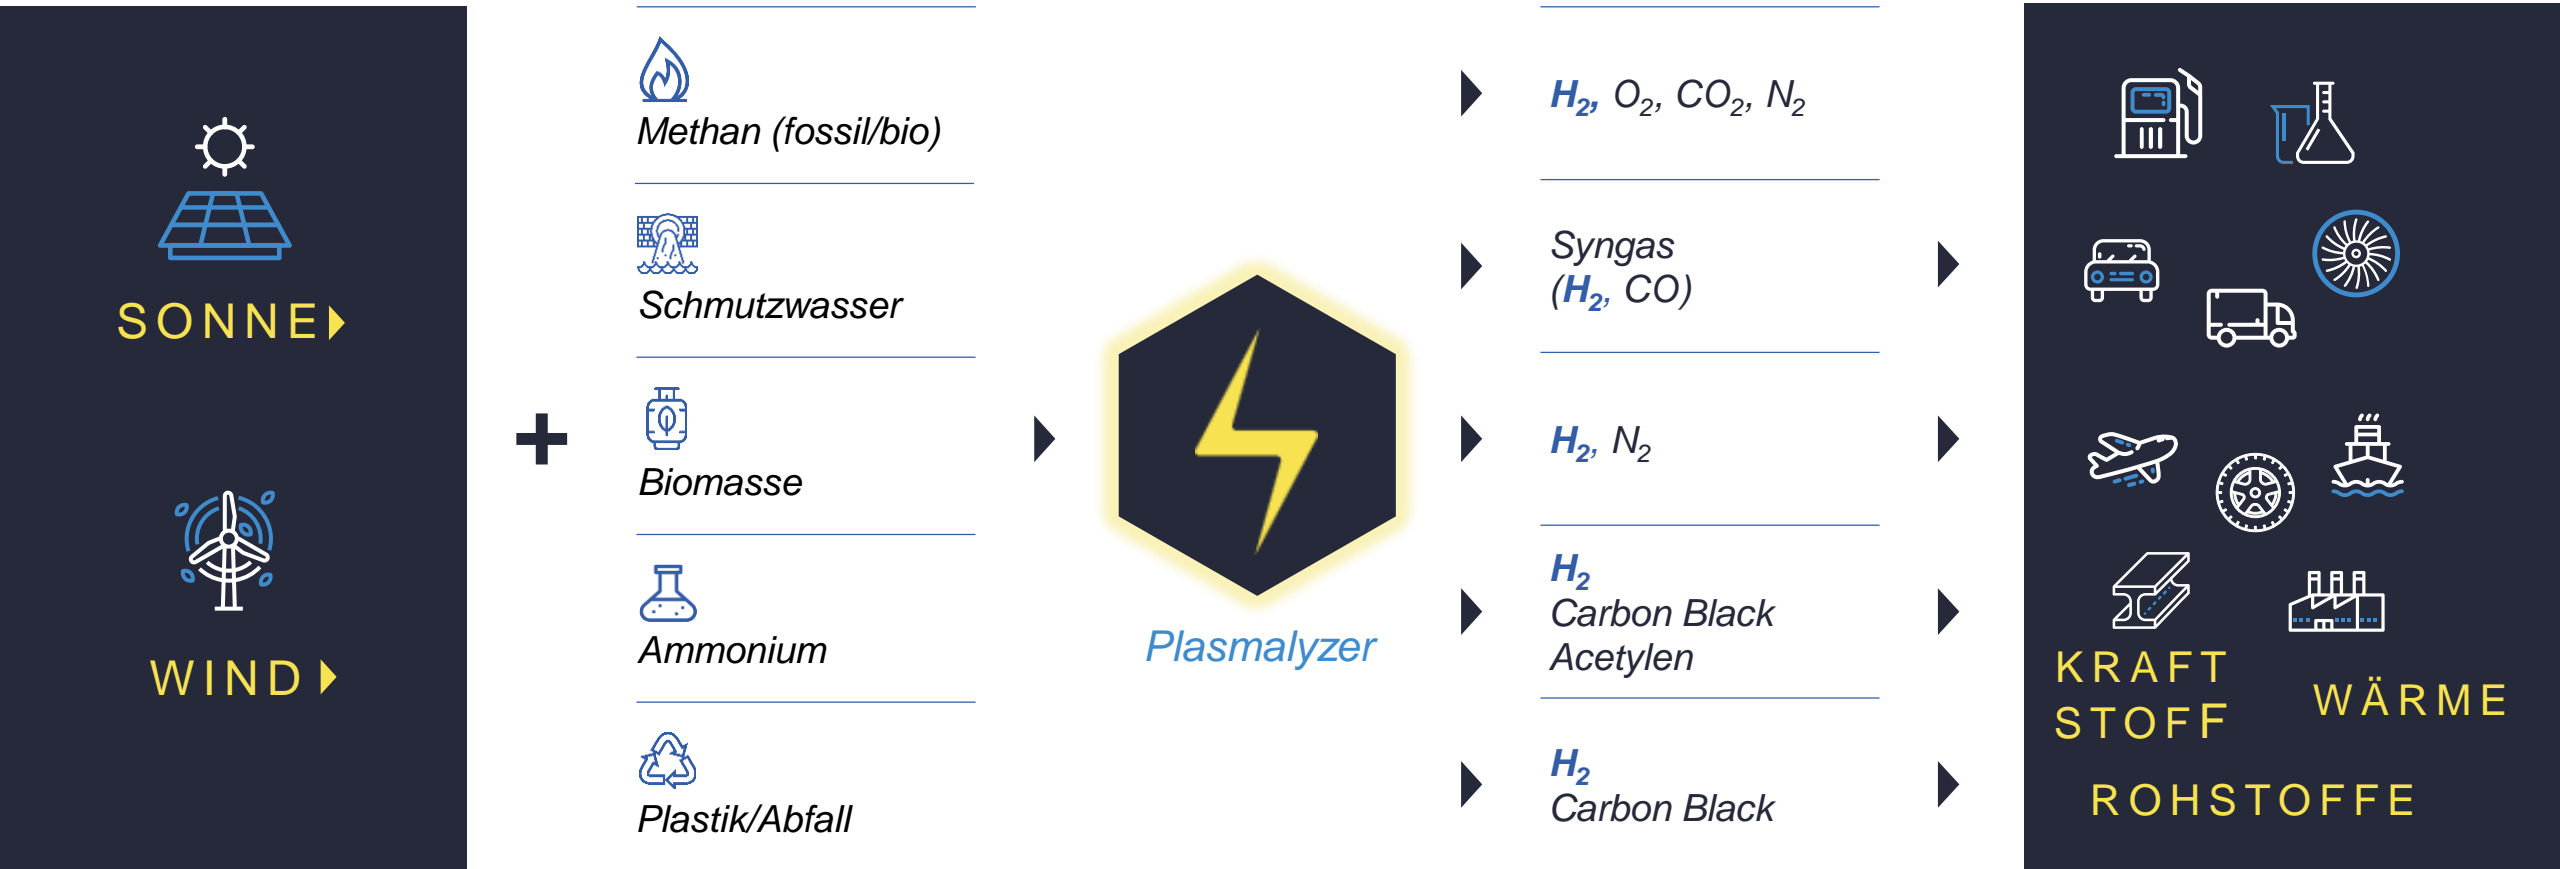 SONNE
WIND
+
Methan (fossil/bio)
Schmutzwasser
Biomasse
Ammonium
Plastik/Abfall
Plasmalyzer
H₂, O₂, CO₂, N₂
Syngas
(H₂, CO)
H₂, N₂
H₂
Carbon Black
Acetylen
H₂
Carbon Black
KRAFT
STOFF
WÄRME
ROHSTOFFE